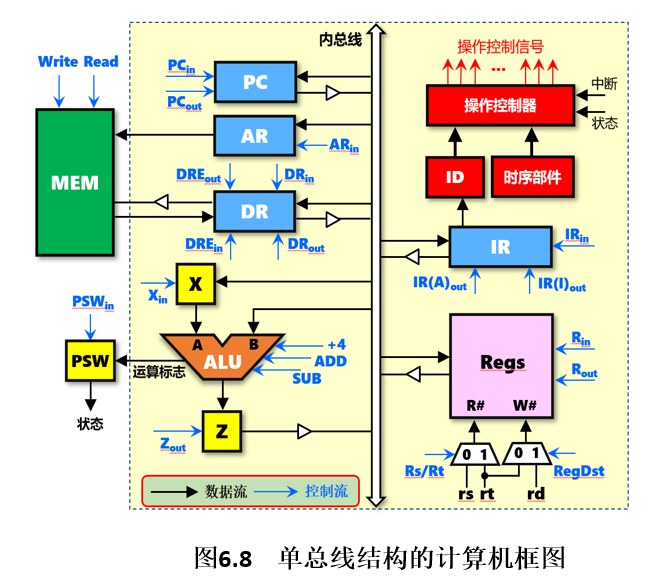 内总线
操作控制信号
Write Read
PCin
PC
PCout
...
中断
操作控制器
状态
AR
ARin
MEM
DREout
DRin
DR
DREin
DRout
ID
时序部件
IR
IRin
IR(A)out
IR(I)out
X
Xin
PSWin
PSW
状态
A
B
ALU
+4
ADD
SUB
运算标志
Z
Zout
Regs
Rin
Rout
R#
W#
0 1
0 1
Rs/Rt
RegDst
rs
rt
rd
数据流
控制流
图6.8 单总线结构的计算机框图